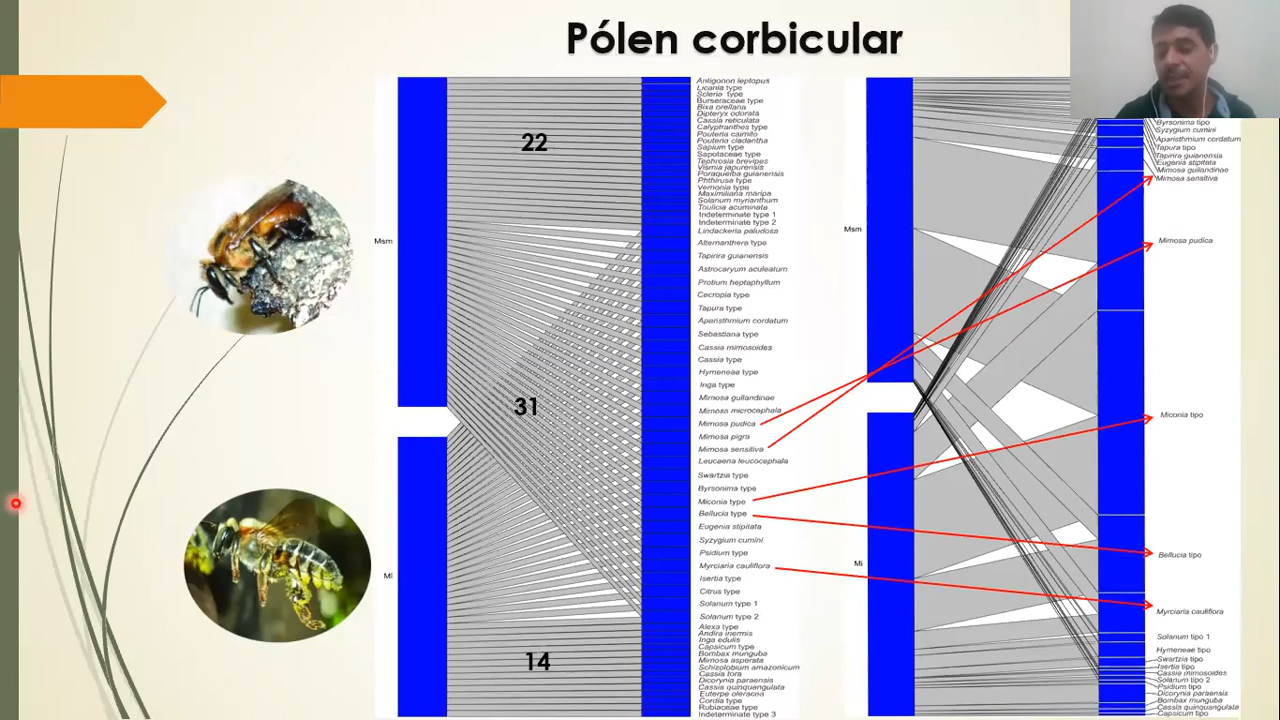 Pólen corbicular
Antigonon leptopus
Licania type
Scleria type
Burseraceae type
Bixa orellana
Dipteryx odorata
Cassia reticulata
Calyptranthes type
Pouteria caimito
Pouteria cladantha
Sapium type
Sapotaceae type
Tephrosia brevipes
Vismia japurensis
Poraqueiba guianensis
Phthirusa type
Vernonia type
Maximiliana maripa
Solanum myrianthum
Toulicia acuminata
Indeterminate type 1
Indeterminate type 2
Lindackeria paludosa
Alternanthera type
Tapirira guianensis
Astrocaryum aculeatum
Protium heptaphyllum
Cecropia type
Tapura type
Aparisthmium cordatum
Sebastiana type
Cassia mimosoides
Cassia type
Hymeneae type
Inga type
Mimosa guilandinae
Mimosa microcephala
Mimosa pudica
Mimosa pigra
Mimosa sensitiva
Leucaena leucocephala
Swartzia type
Byrsonima type
Miconia type
Bellucia type
Eugenia stipitata
Syzygium cumini
Psidium type
Myrciaria cauliflora
Isertia type
Citrus type
Solanum type 1
Solanum type 2
Alexa type
Andira inermis
Inga edulis
Capsicum type
Bombax munguba
Mimosa asperata
Schizolobium amazonicum
Cassia tora
Dicorynia paraensis
Cassia quinquangulata
Euterpe oleracea
Cordia type
Rubiaceae type
Indeterminate type 3
22
31
14
Msm
Mi
Msm
Mi
Byrsonima tipo
Syzygium cumini
Aparisthmium cordatum
Tapura tipo
Tapirira guianensis
Eugenia stipitata
Mimosa guilandinae
Mimosa sensitiva
Mimosa pudica
Miconia tipo
Bellucia tipo
Myrciaria cauliflora
Solanum tipo 1
Hymeneae tipo
Swartzia tipo
Isertia tipo
Cassia mimosoides
Solanum tipo 2
Psidium tipo
Dicorynia paraensis
Bombax munguba
Cassia quinquangulata
Capsicum tipo